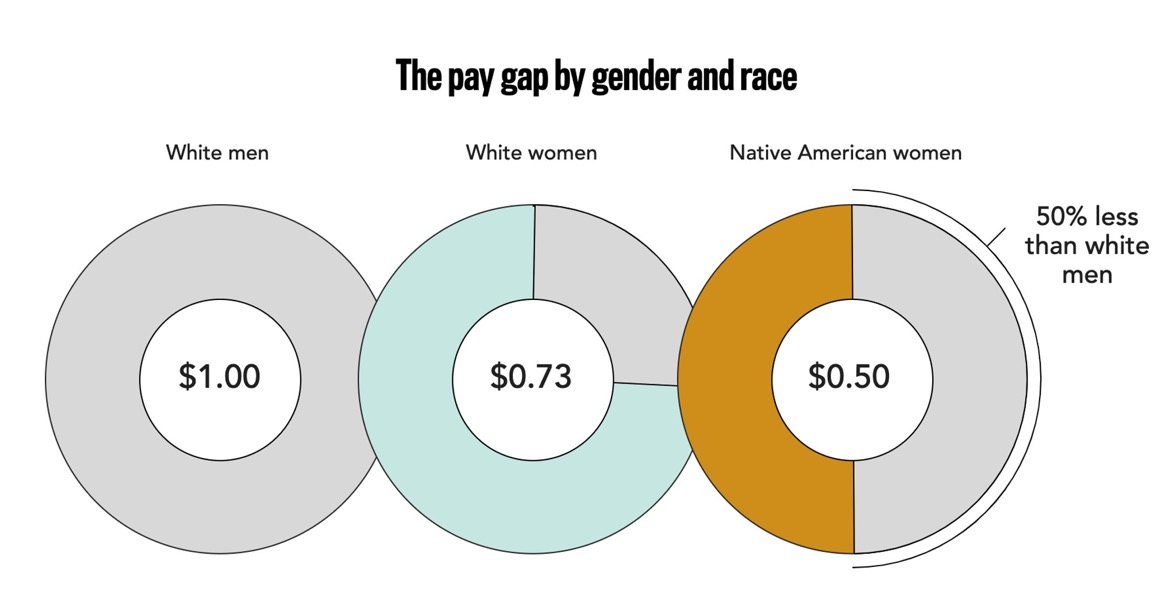 The pay gap by gender and race
White men
White women
Native American women
$1.00
$0.73
$0.50
50% less
than white
men